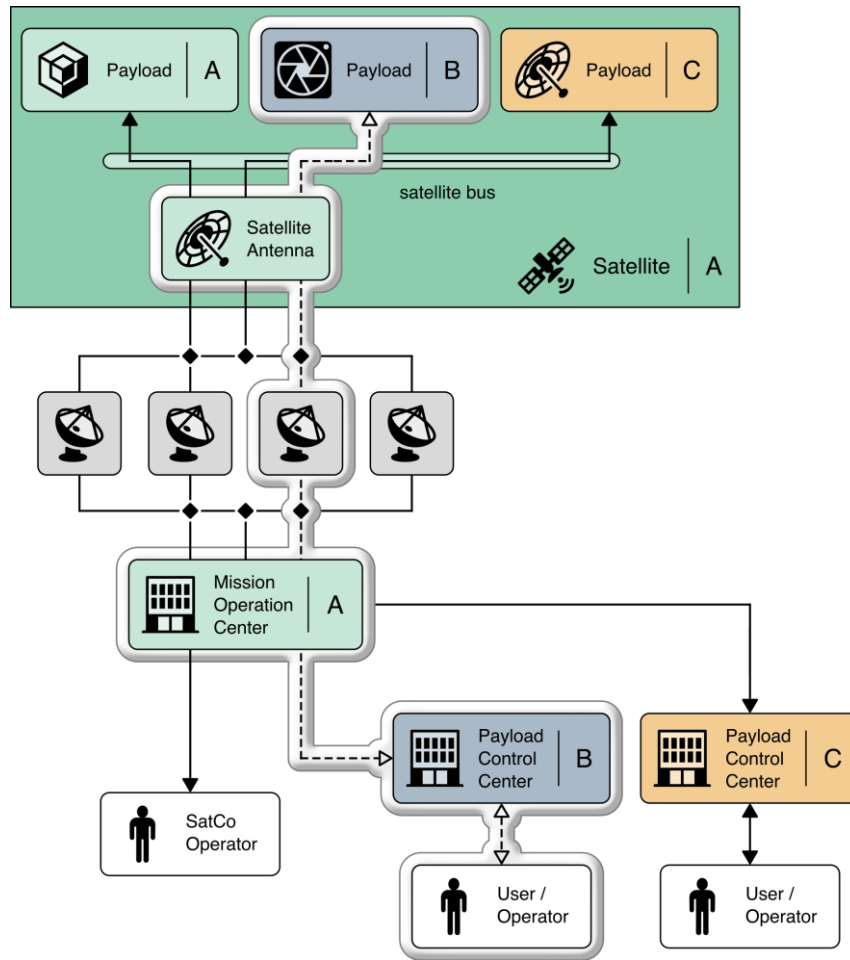 Payload A
Payload B
Payload C
satellite bus
Satellite
Antenna
Satellite A
Mission
Operation
Center
A
Payload
Control
Center
B
Payload
Control
Center
C
SatCo
Operator
User /
Operator
User /
Operator